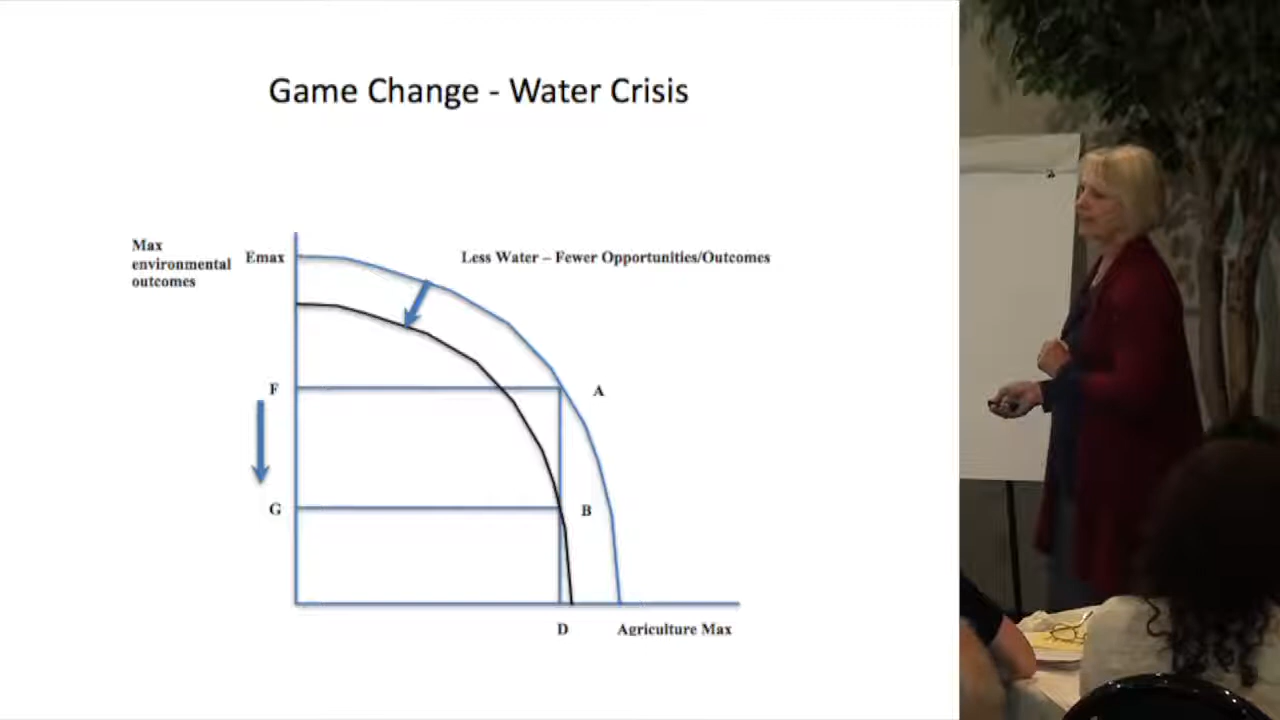 Game Change - Water Crisis
Max
environmental
outcomes
Emax
Less Water – Fewer Opportunities/Outcomes
F
A
G
B
D
Agriculture Max